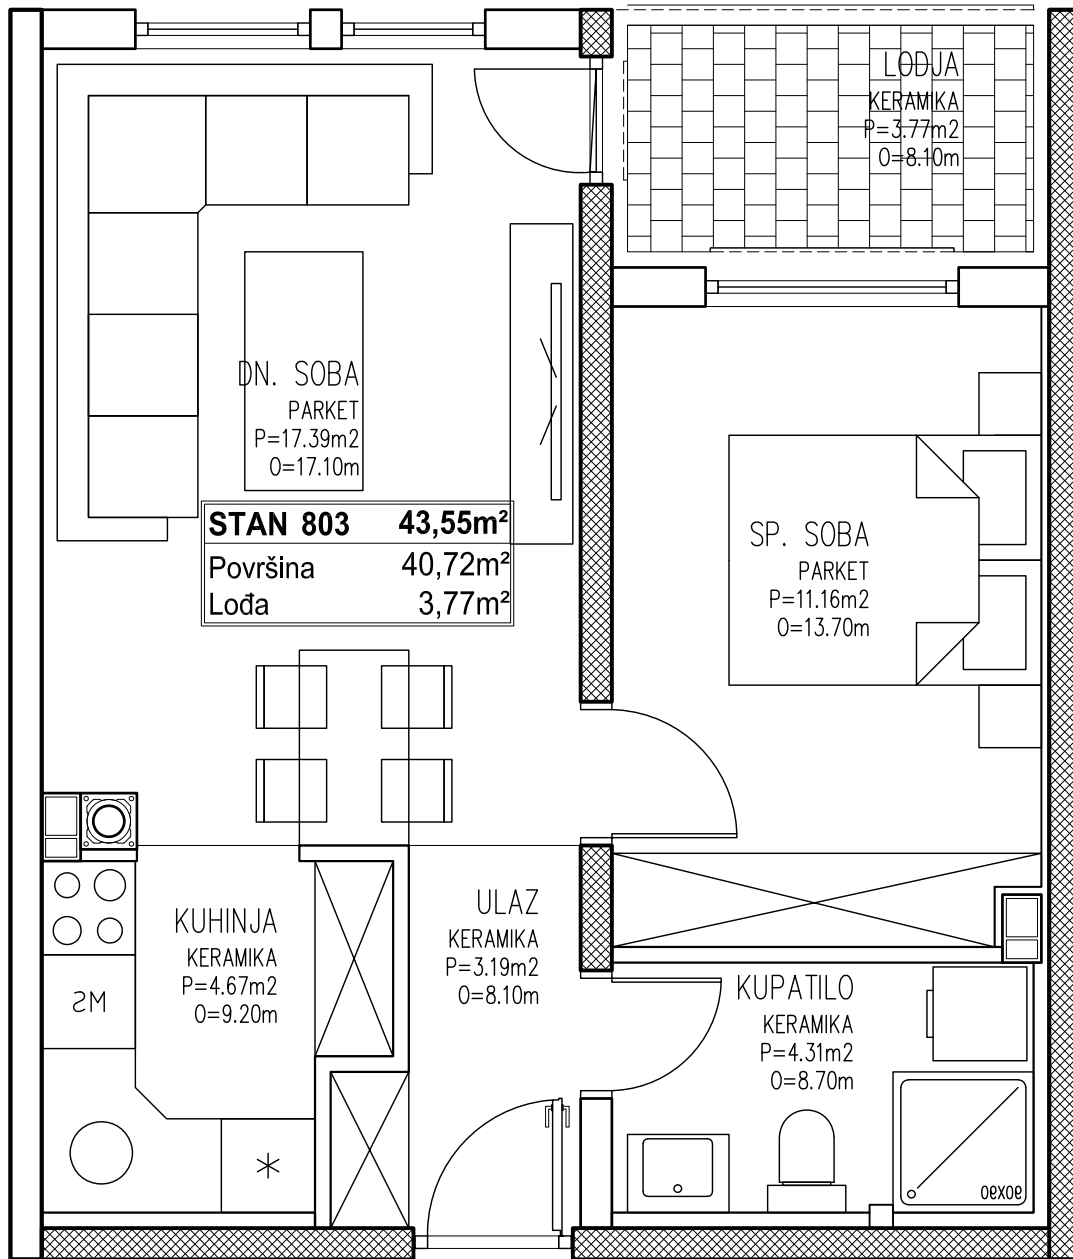 LODJA
KERAMIKA
P=3.77m2
O=8.10m
DN. SOBA
PARKET
P=17.39m2
O=17.10m
STAN 803 43,55m²
Površina 40,72m²
Lođa 3,77m²
SP. SOBA
PARKET
P=11.16m2
O=13.70m
KUHINJA
KERAMIKA
P=4.67m2
O=9.20m
ULAZ
KERAMIKA
P=3.19m2
O=8.10m
KUPATILO
KERAMIKA
P=4.31m2
O=8.70m
MS
90X90